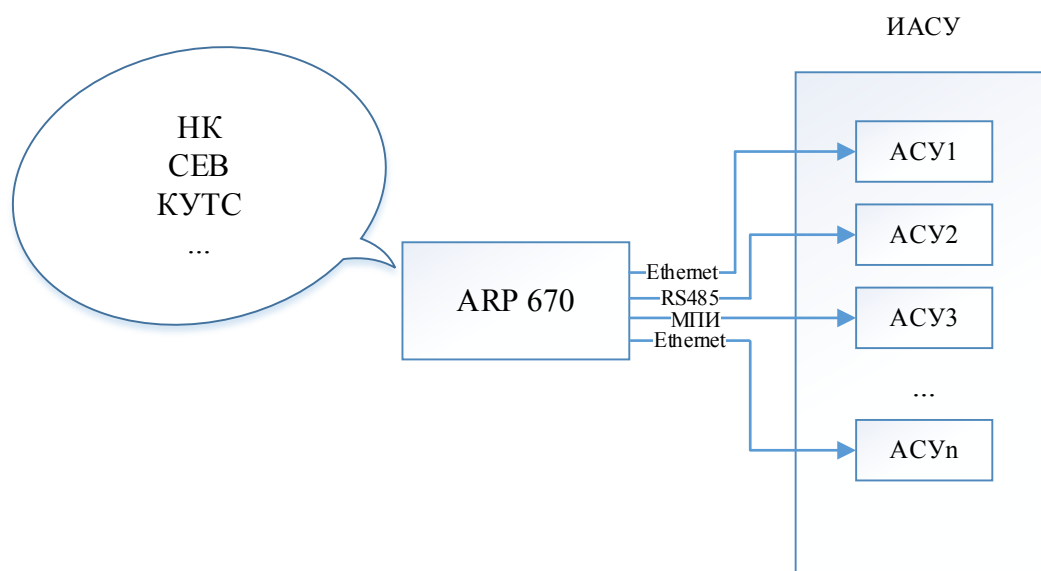 ИАСУ
НК
СЕВ
КУТС
...
ARP 670
Ethernet
RS485
МПИ
Ethernet
АСУ1
АСУ2
АСУ3
...
АСУn